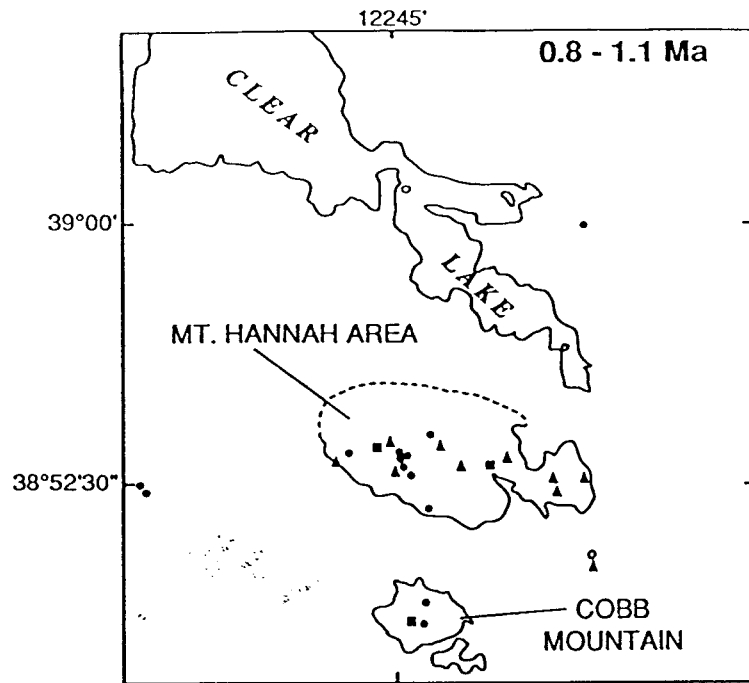 12245'
0.8 - 1.1 Ma
CLEAR
39°00'
LAKE
MT. HANNAH AREA
38°52'30"
COBB
MOUNTAIN